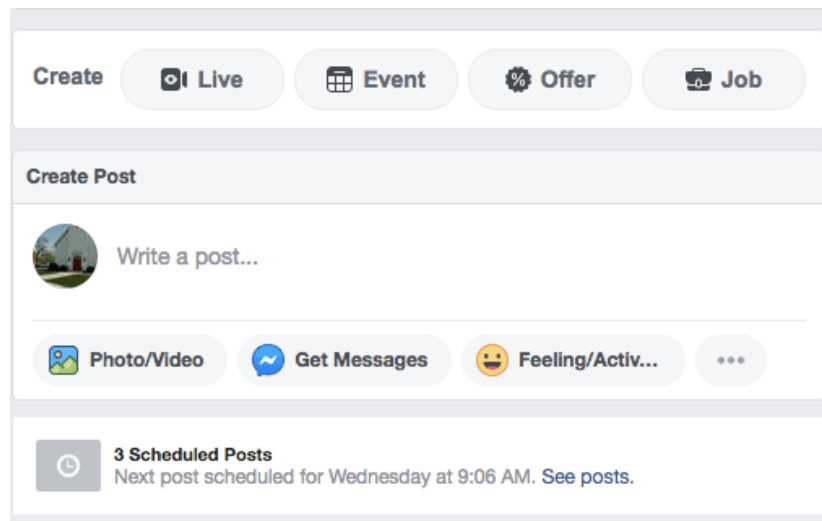 Create Live Event Offer Job
Create Post
Write a post...
Photo/Video Get Messages Feeling/Activ...
3 Scheduled Posts
Next post scheduled for Wednesday at 9:06 AM. See posts.